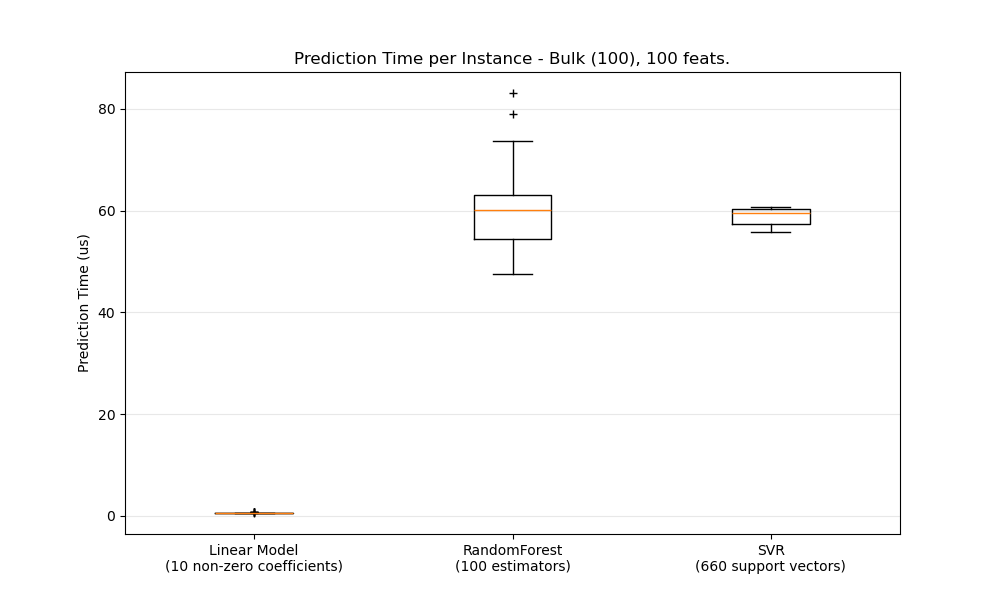 Prediction Time per Instance - Bulk (100), 100 feats.
Prediction Time (us)
80
60
40
20
0
Linear Model
(10 non-zero coefficients)
RandomForest
(100 estimators)
SVR
(660 support vectors)